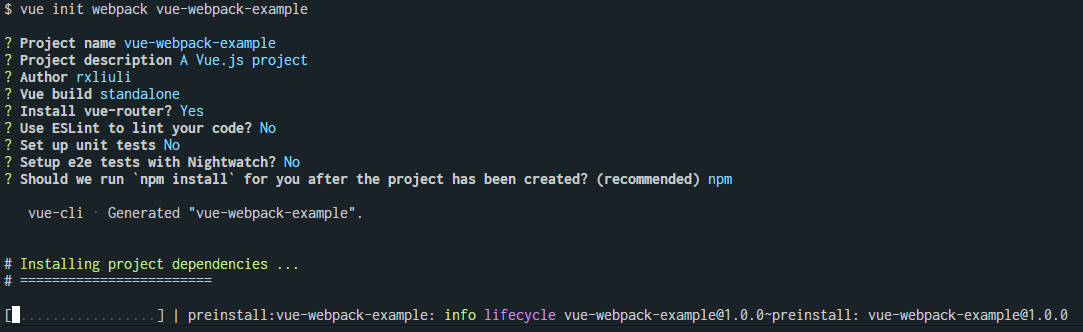 $ vue init webpack vue-webpack-example
? Project name vue-webpack-example
? Project description A Vue.js project
? Author rxliuli
? Vue build standalone
? Install vue-router? Yes
? Use ESLint to lint your code? No
? Set up unit tests No
? Setup e2e tests with Nightwatch? No
? Should we run `npm install` for you after the project has been created? (recommended) npm
vue-cli · Generated "vue-webpack-example".
# Installing project dependencies ...
# ========================
[ .................] | preinstall:vue-webpack-example: info lifecycle vue-webpack-example@1.0.0~preinstall: vue-webpack-example@1.0.0